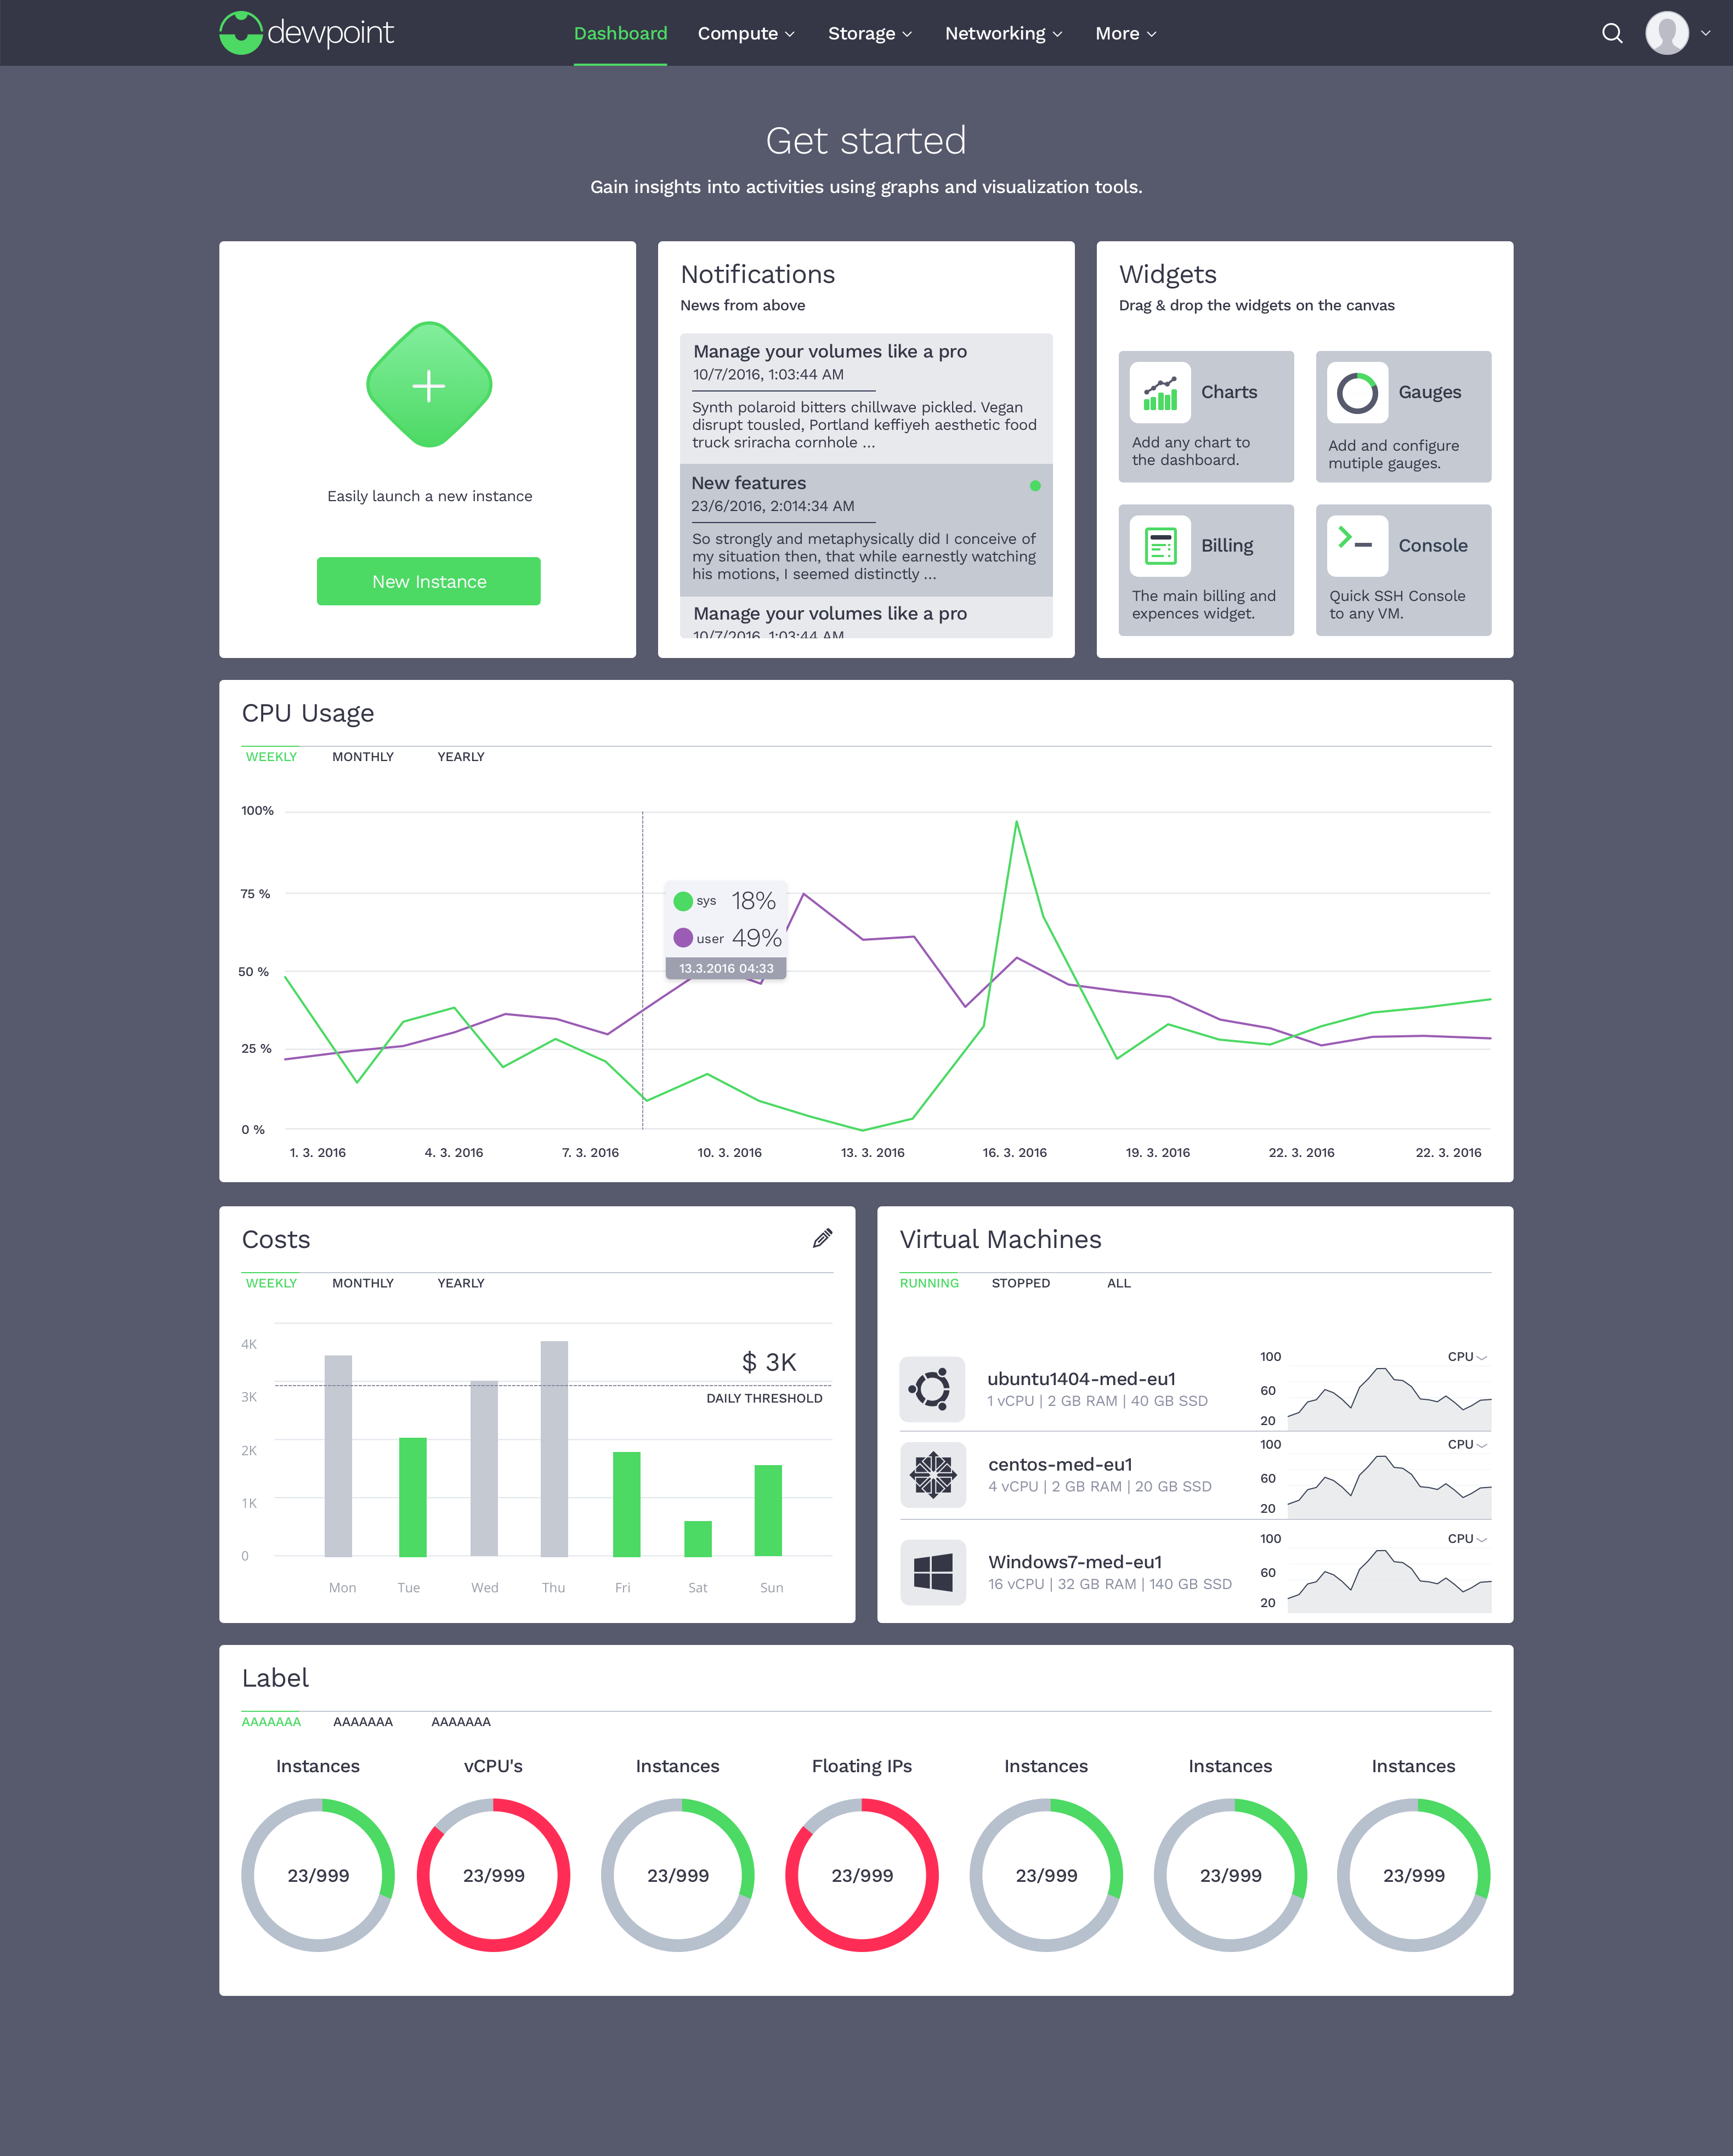 dewpoint
Dashboard
Compute
Storage
Networking
More
Get started
Gain insights into activities using graphs and visualization tools.
Easily launch a new instance
New Instance
Notifications
News from above
Manage your volumes like a pro
10/7/2016, 1:03:44 AM
Synth polaroid bitters chillwave pickled. Vegan
disrupt tousled, Portland keffiyeh aesthetic food
truck sriracha cornhole ...
New features
23/6/2016, 2:014:34 AM
So strongly and metaphysically did I conceive of
my situation then, that while earnestly watching
his motions, I seemed distinctly ...
Manage your volumes like a pro
10/7/2016, 1:03:44 AM
Widgets
Drag & drop the widgets on the canvas
Charts
Add any chart to
the dashboard.
Gauges
Add and configure
mutiple gauges.
Billing
The main billing and
expences widget.
Console
Quick SSH Console
to any VM.
CPU Usage
WEEKLY
MONTHLY
YEARLY
100%
75 %
50 %
25 %
0 %
sys 18%
user 49%
13.3.2016 04:33
1. 3. 2016
4. 3. 2016
7. 3. 2016
10. 3. 2016
13. 3. 2016
16. 3. 2016
19. 3. 2016
22. 3. 2016
22. 3. 2016
Costs
WEEKLY
MONTHLY
YEARLY
4K
3K
2K
1K
0
$ 3K
DAILY THRESHOLD
Mon
Tue
Wed
Thu
Fri
Sat
Sun
Virtual Machines
RUNNING
STOPPED
ALL
ubuntu1404-med-eu1
1 vCPU | 2 GB RAM | 40 GB SSD
100
60
20
CPU
centos-med-eu1
4 vCPU | 2 GB RAM | 20 GB SSD
100
60
20
CPU
Windows7-med-eu1
16 vCPU | 32 GB RAM | 140 GB SSD
100
60
20
CPU
Label
AAAAAAA
AAAAAAA
AAAAAAA
Instances
vCPU's
Instances
Floating IPs
Instances
Instances
Instances
23/999
23/999
23/999
23/999
23/999
23/999
23/999